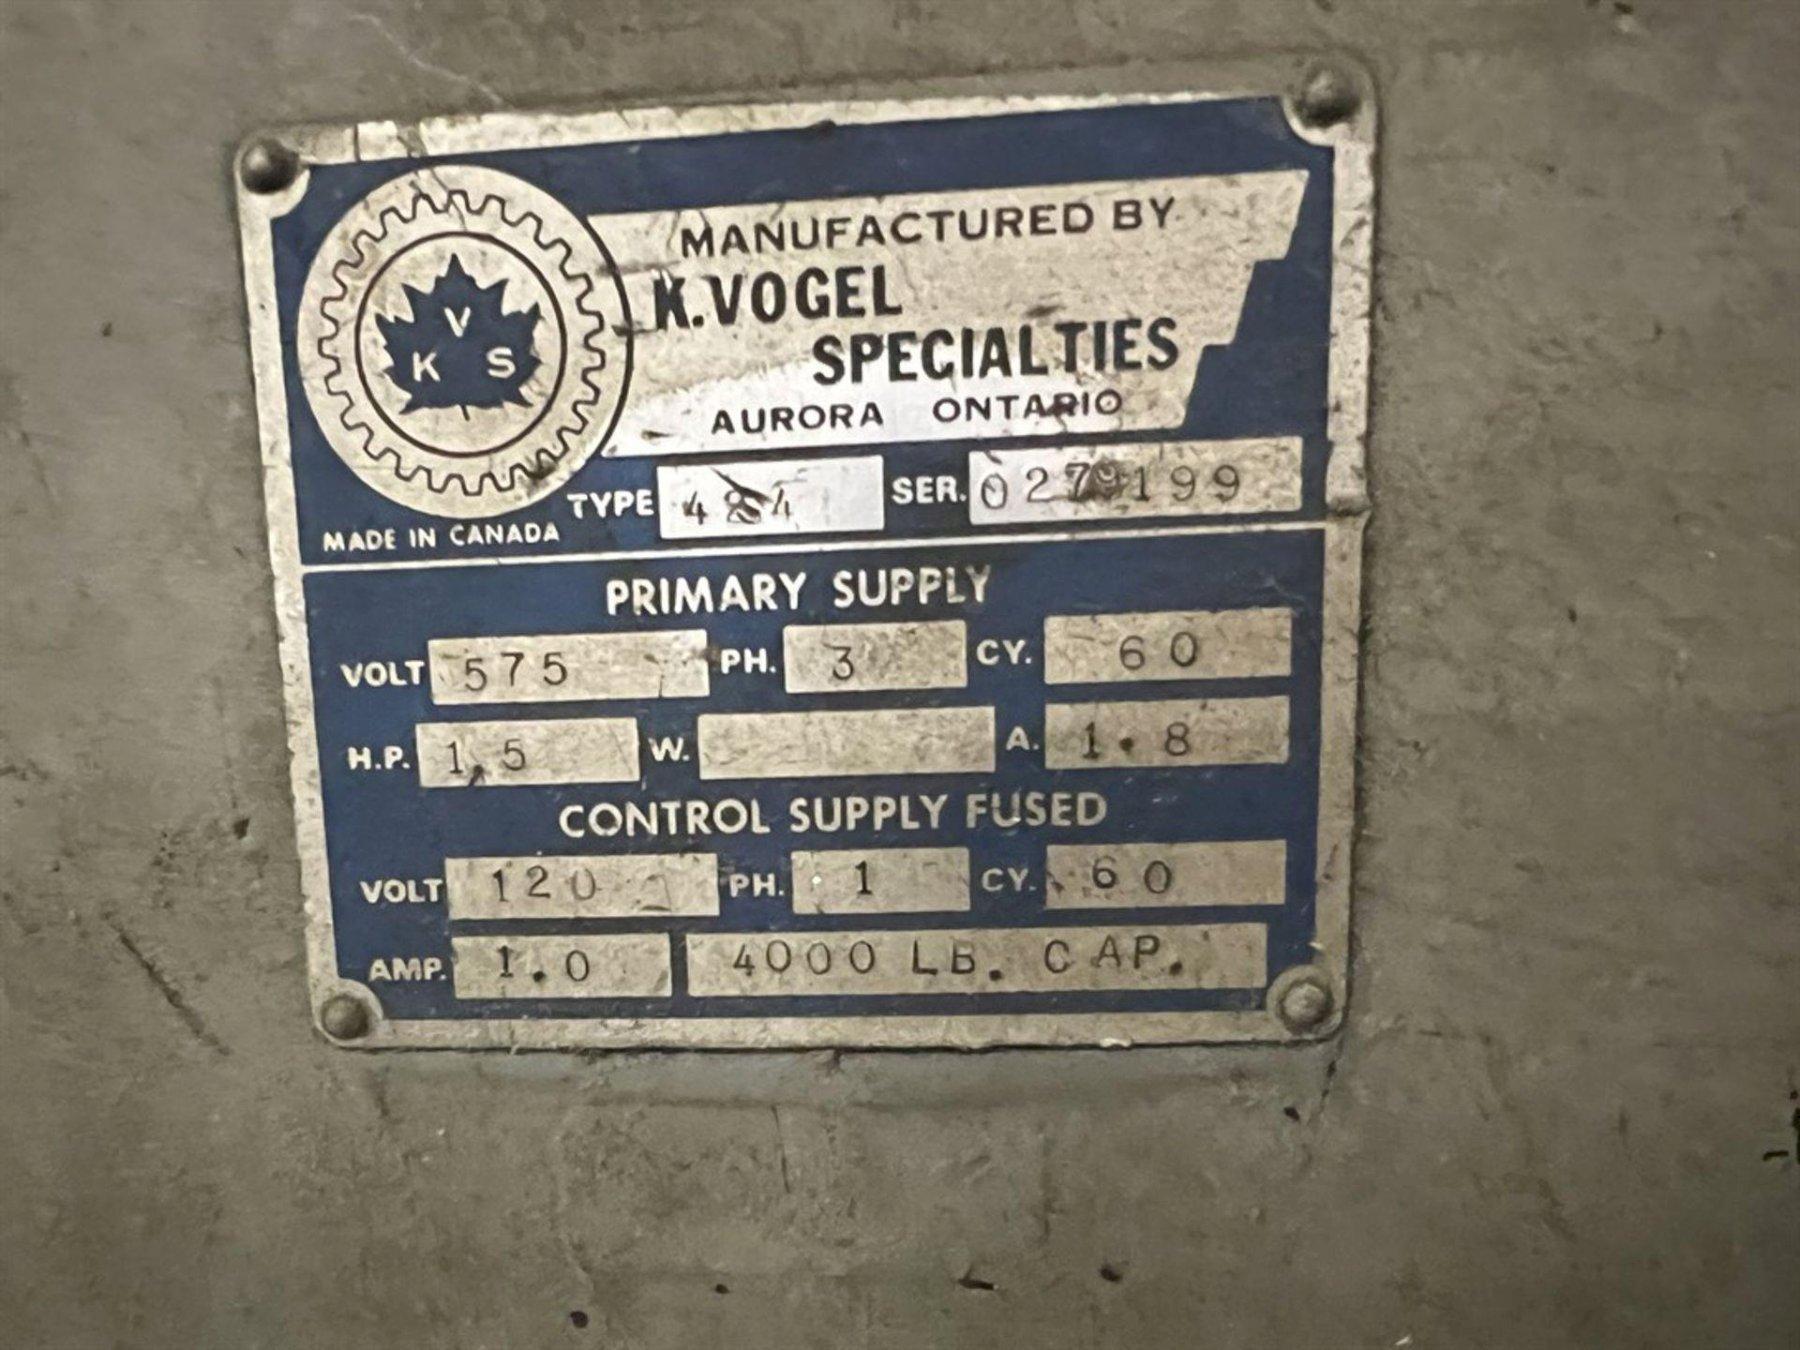 V
K S
MANUFACTURED BY
K.VOGEL
SPECIALTIES
AURORA ONTARIO
MADE IN CANADA
TYPE 484 SER. 0279199
PRIMARY SUPPLY
VOLT 575 PH. 3 CY. 60
H.P. 1,5 W. A. 1.8
CONTROL SUPPLY FUSED
VOLT 120 PH. 1 CY. 60
AMP. 1.0 4000 LB. CAP.